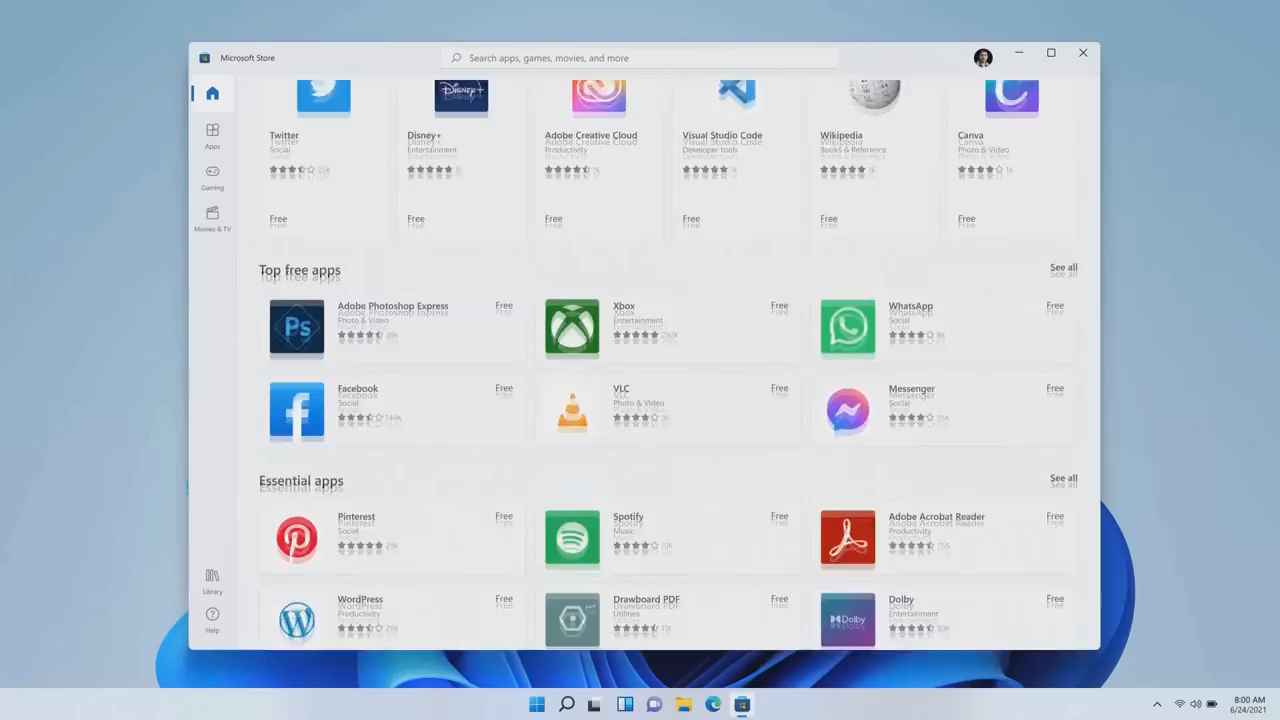 Microsoft Store
Search apps, games, movies, and more
Apps
Gaming
Movies & TV
Library
Help
Disney+
Twitter
Social
Free
Disney+
Entertainment
Free
Adobe Creative Cloud
Productivity
Free
Visual Studio Code
Developer tools
Free
Wikipedia
Books & Reference
Free
Canva
Photo & Video
Free
Top free apps
See all
Ps
Adobe Photoshop Express
Free
Photo & Video
Xbox
Free
Entertainment
WhatsApp
Free
Social
Facebook
Free
Social
VLC
Free
Photo & Video
Messenger
Free
Social
Essential apps
See all
Pinterest
Free
Social
Spotify
Free
Music
Adobe Acrobat Reader
Free
Productivity
WordPress
Free
Productivity
Drawboard PDF
Free
Utilities
Dolby
Dolby
Free
Entertainment
8:00 AM
6/24/2021